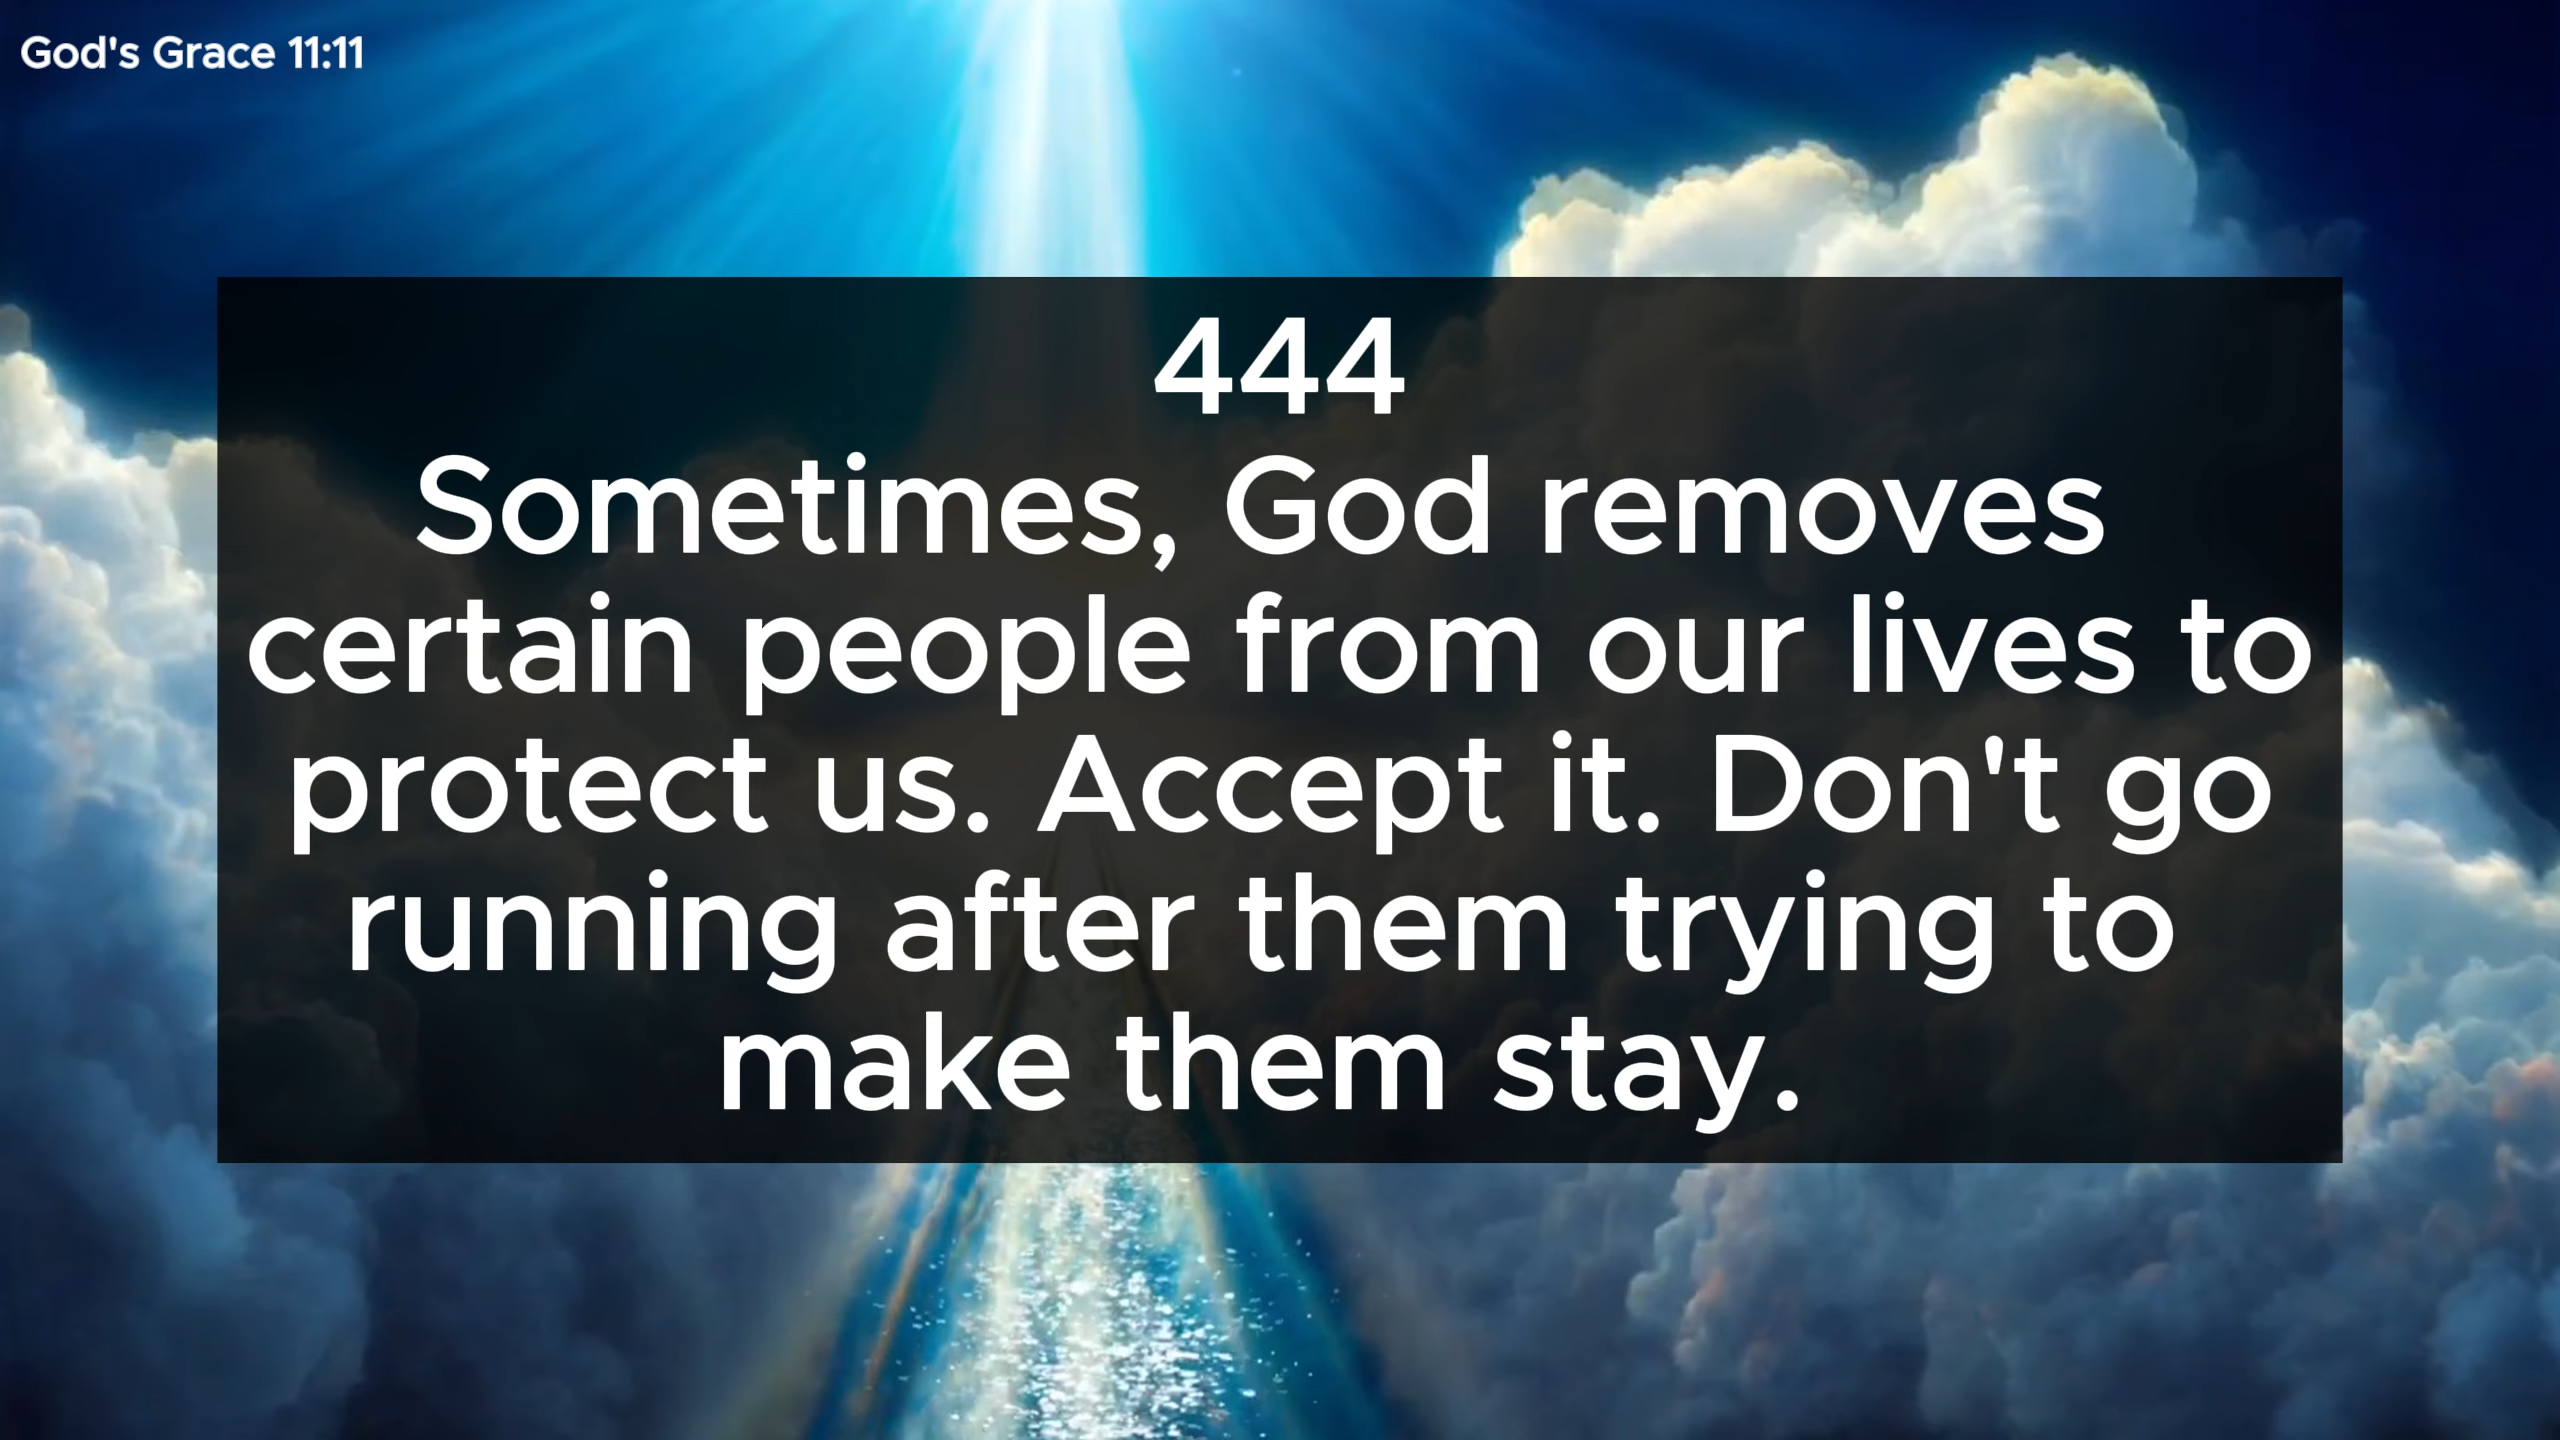 God's Grace 11:11
444
Sometimes, God removes
certain people from our lives to
protect us. Accept it. Don't go
running after them trying to
make them stay.